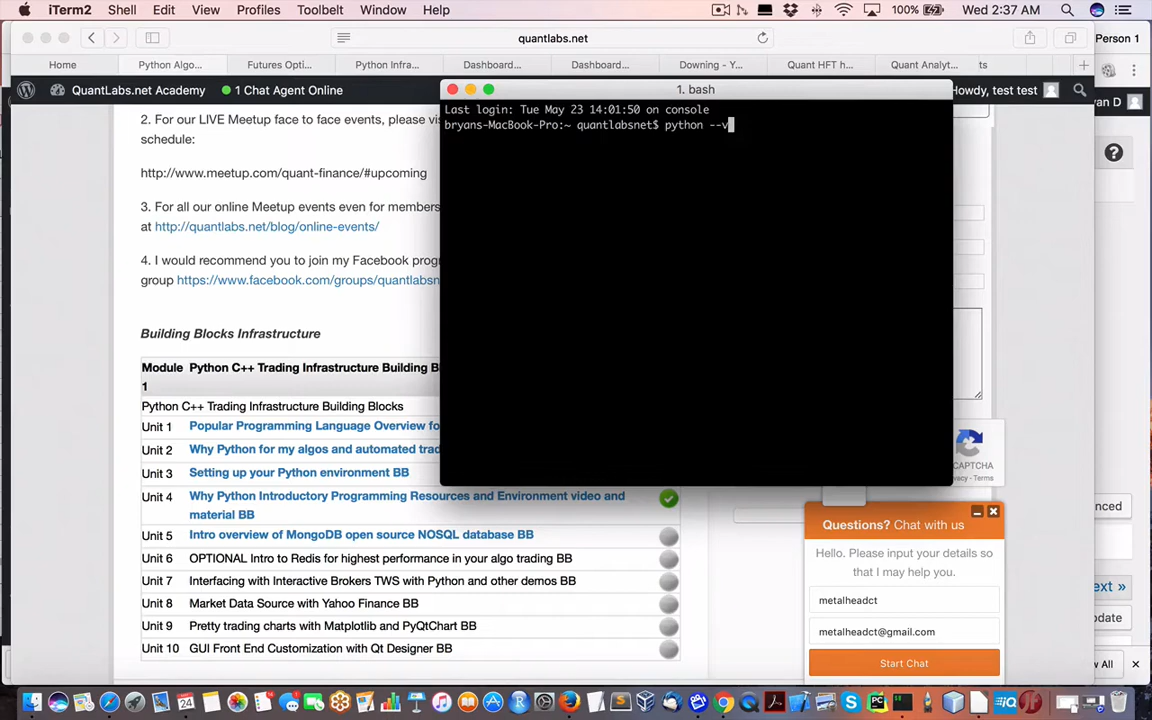 iTerm2 Shell Edit View Profiles Toolbelt Window Help 100% Wed 2:37 AM
quantlabs.net Person 1
Home Python Algo... Futures Opti... Python Infra... Dashboard... Dashboard... Downing - Y... Quant HFT h... Quant Analyt... ts
QuantLabs.net Academy 1 Chat Agent Online 1. bash Howdy, test test
van D
Last login: Tue May 23 14:01:50 on console
bryans-MacBook-Pro:~ quantlabsnet$ python --v
2. For our LIVE Meetup face to face events, please vis
schedule:
http://www.meetup.com/quant-finance/#upcoming
3. For all our online Meetup events even for members
at http://quantlabs.net/blog/online-events/
4. I would recommend you to join my Facebook prog
group https://www.facebook.com/groups/quantlabsn
Building Blocks Infrastructure
Module Python C++ Trading Infrastructure Building B
1
Python C++ Trading Infrastructure Building Blocks
Unit 1 Popular Programming Language Overview fo
Unit 2 Why Python for my algos and automated trad
Unit 3 Setting up your Python environment BB
Unit 4 Why Python Introductory Programming Resources and Environment video and
material BB
Unit 5 Intro overview of MongoDB open source NOSQL database BB
Unit 6 OPTIONAL Intro to Redis for highest performance in your algo trading BB
Unit 7 Interfacing with Interactive Brokers TWS with Python and other demos BB
Unit 8 Market Data Source with Yahoo Finance BB
Unit 9 Pretty trading charts with Matplotlib and PyQtChart BB
Unit 10 GUI Front End Customization with Qt Designer BB
CAPTCHA
vacy - Terms
nced
Questions? Chat with us
Hello. Please input your details so
that I may help you.
metalheadct
metalheadct@gmail.com
Start Chat
ext »
pdate
w All